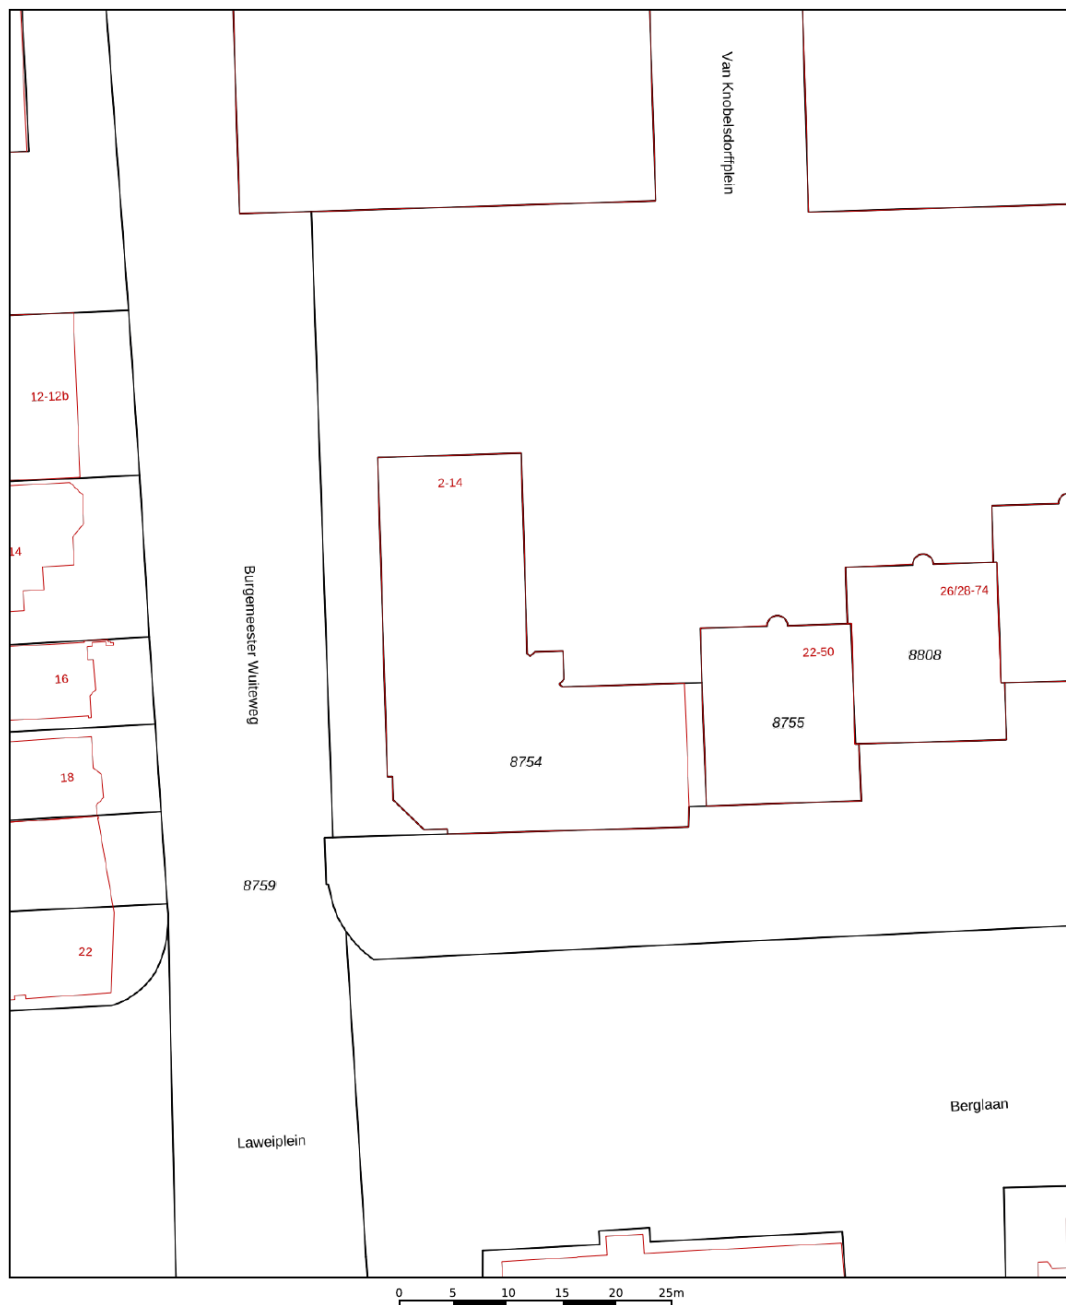 Van Knobelsdorffplein
12-12b
2-14
14
Burgemeester Wuiteweg
26/28-74
22-50
8808
16
8755
8754
18
8759
22
Berglaan
Laweiplein
0 5 10 15 20 25m